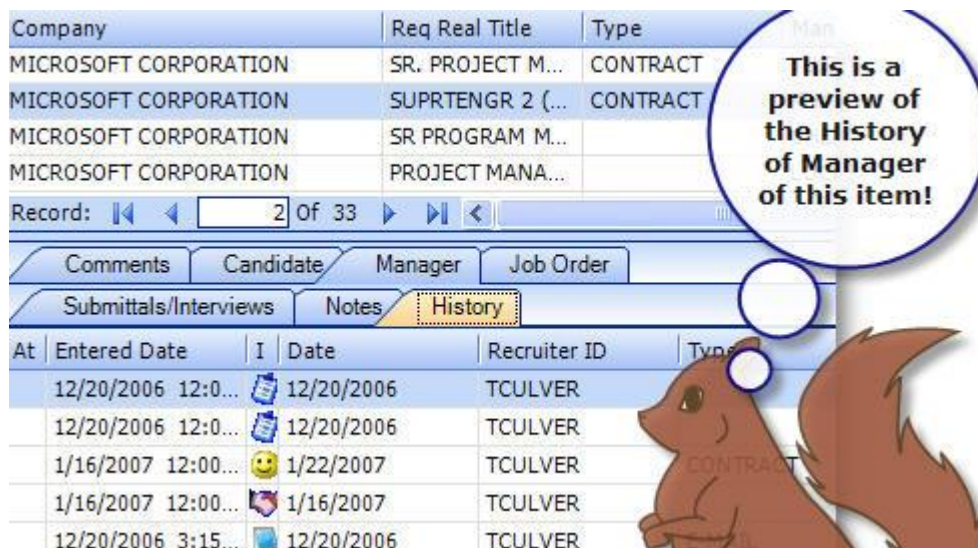 Company Req Real Title Type Man
MICROSOFT CORPORATION SR. PROJECT M... CONTRACT
MICROSOFT CORPORATION SUPRTENGR 2 (... CONTRACT
MICROSOFT CORPORATION SR PROGRAM M...
MICROSOFT CORPORATION PROJECT MANA...
This is a
preview of
the History
of Manager
of this item!
Record: 2 Of 33
Comments Candidate Manager Job Order
Submittals/Interviews Notes History
At Entered Date I Date Recruiter ID Type
12/20/2006 12:0... 12/20/2006 TCULVER
12/20/2006 12:0... 12/20/2006 TCULVER
1/16/2007 12:00... 1/22/2007 TCULVER CONTRACT
1/16/2007 12:00... 1/16/2007 TCULVER
12/20/2006 3:15... 12/20/2006 TCULVER